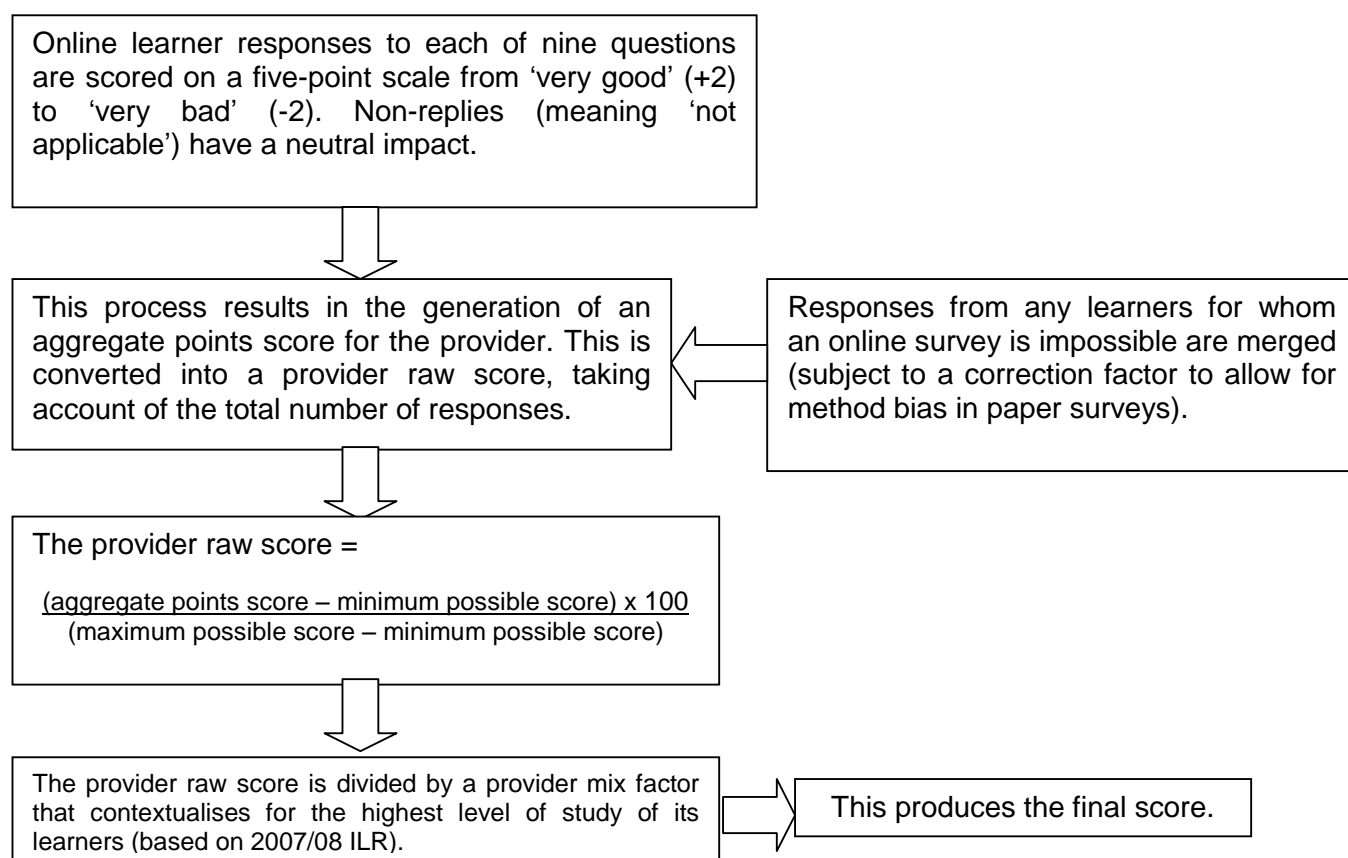 Online learner responses to each of nine questions
are scored on a five-point scale from ‘very good’ (+2)
to ‘very bad’ (-2). Non-replies (meaning ‘not
applicable’) have a neutral impact.
This process results in the generation of an
aggregate points score for the provider. This is
converted into a provider raw score, taking
account of the total number of responses.
Responses from any learners for whom
an online survey is impossible are merged
(subject to a correction factor to allow for
method bias in paper surveys).
The provider raw score =
(aggregate points score – minimum possible score) x 100
(maximum possible score – minimum possible score)
The provider raw score is divided by a provider mix factor
that contextualises for the highest level of study of its
learners (based on 2007/08 ILR).
This produces the final score.